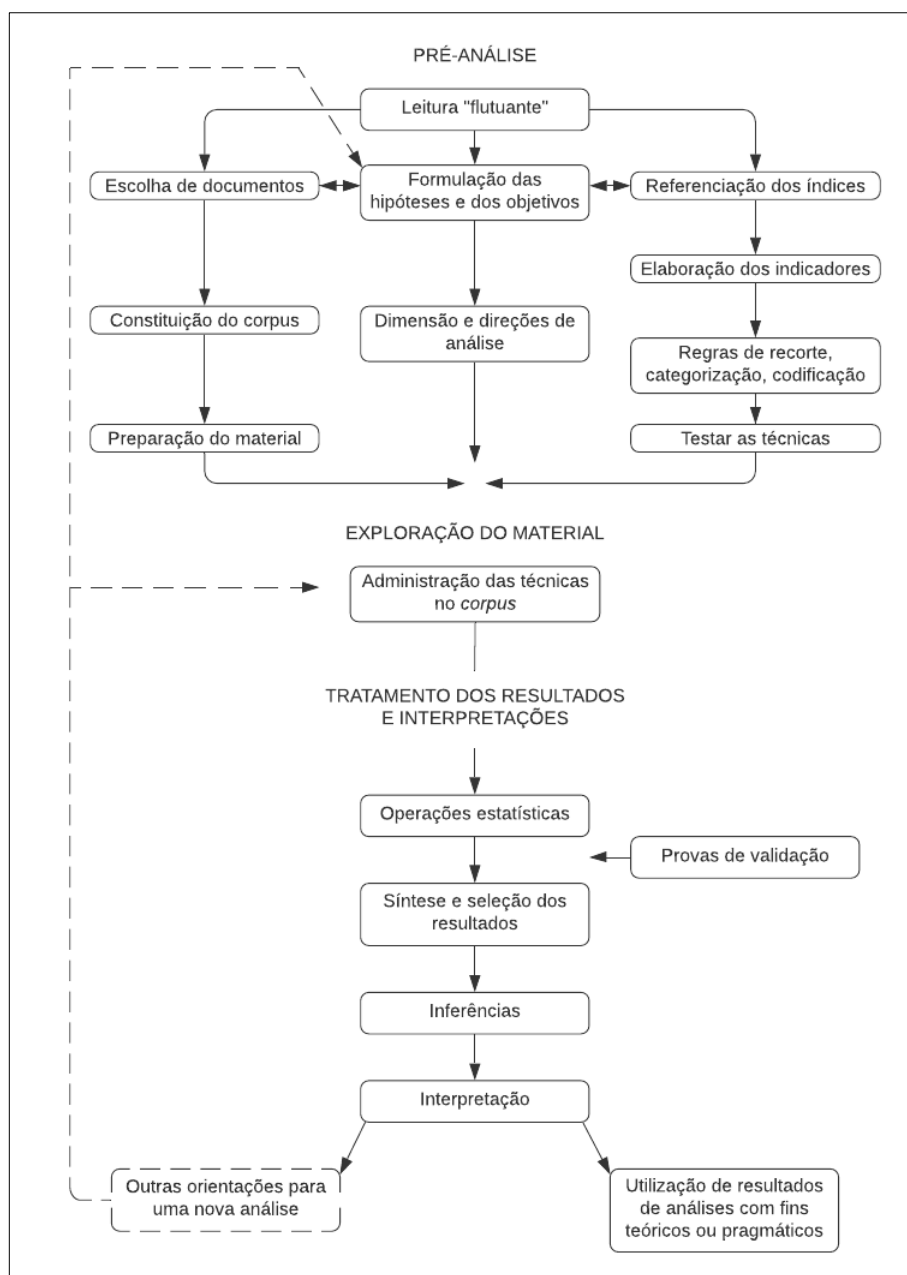 PRÉ-ANÁLISE
Leitura "flutuante"
Escolha de documentos
Formulação das
hipóteses e dos objetivos
Referenciação dos índices
Elaboração dos indicadores
Constituição do corpus
Dimensão e direções de
análise
Regras de recorte,
categorização, codificação
Preparação do material
Testar as técnicas
EXPLORAÇÃO DO MATERIAL
Administração das técnicas
no corpus
TRATAMENTO DOS RESULTADOS
E INTERPRETAÇÕES
Operações estatísticas
Provas de validação
Síntese e seleção dos
resultados
Inferências
Interpretação
Outras orientações para
uma nova análise
Utilização de resultados
de análises com fins
teóricos ou pragmáticos